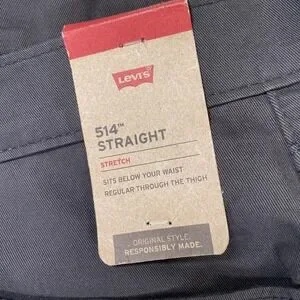 LEVI'S
514™
STRAIGHT
STRETCH
SITS BELOW YOUR WAIST
REGULAR THROUGH THE THIGH
ORIGINAL STYLE.
RESPONSIBLY MADE.